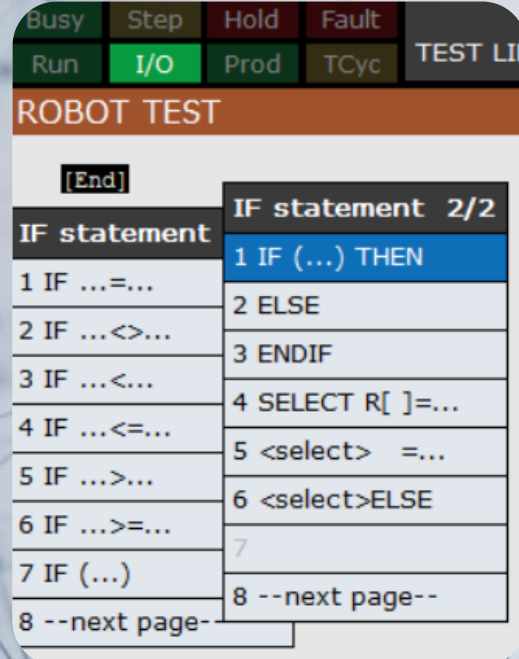 Busy Step Hold Fault
Run I/O Prod TCyc TEST LI
ROBOT TEST
[End]
IF statement
1 IF ...=...
2 IF ...<>...
3 IF ...<...
4 IF ...<=...
5 IF ...>...
6 IF ...>=...
7 IF (...)
8 --next page--
IF statement 2/2
1 IF (...) THEN
2 ELSE
3 ENDIF
4 SELECT R[ ]=...
5 <select> =...
6 <select>ELSE
7
8 --next page--